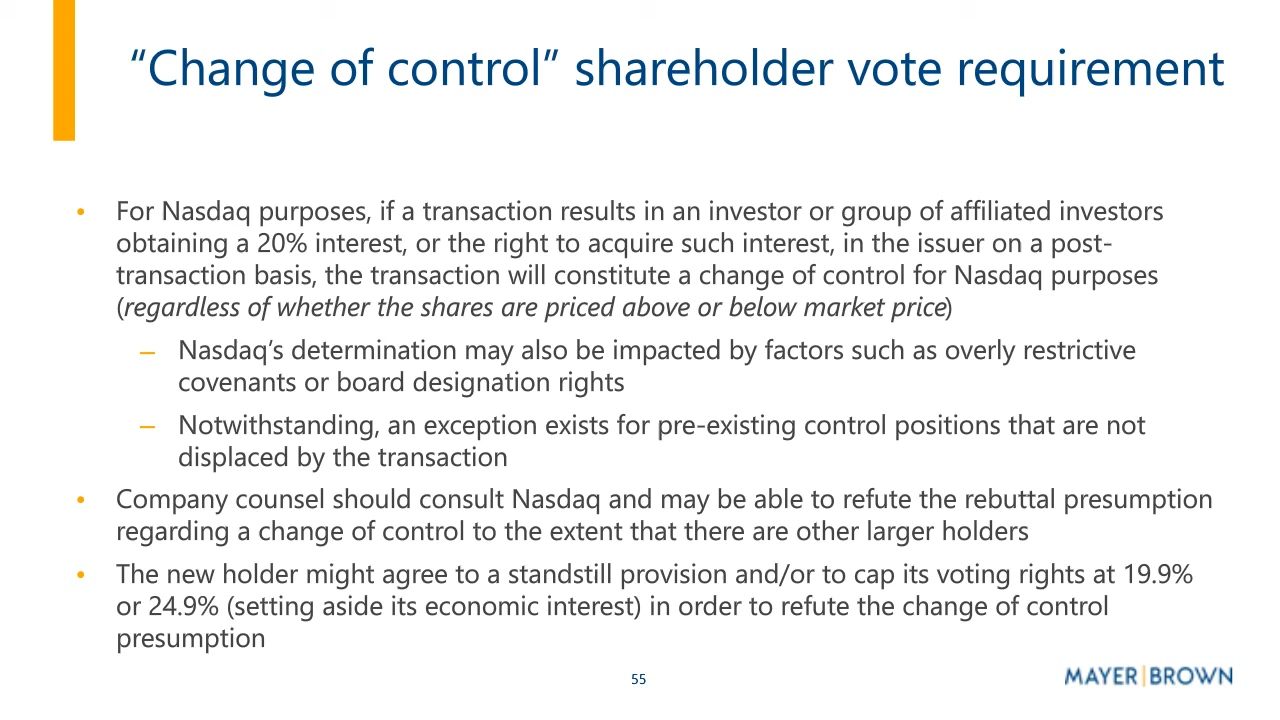 “Change of control” shareholder vote requirement
• For Nasdaq purposes, if a transaction results in an investor or group of affiliated investors
obtaining a 20% interest, or the right to acquire such interest, in the issuer on a post-
transaction basis, the transaction will constitute a change of control for Nasdaq purposes
(regardless of whether the shares are priced above or below market price)
– Nasdaq’s determination may also be impacted by factors such as overly restrictive
covenants or board designation rights
– Notwithstanding, an exception exists for pre-existing control positions that are not
displaced by the transaction
• Company counsel should consult Nasdaq and may be able to refute the rebuttal presumption
regarding a change of control to the extent that there are other larger holders
• The new holder might agree to a standstill provision and/or to cap its voting rights at 19.9%
or 24.9% (setting aside its economic interest) in order to refute the change of control
presumption
55
MAYER|BROWN